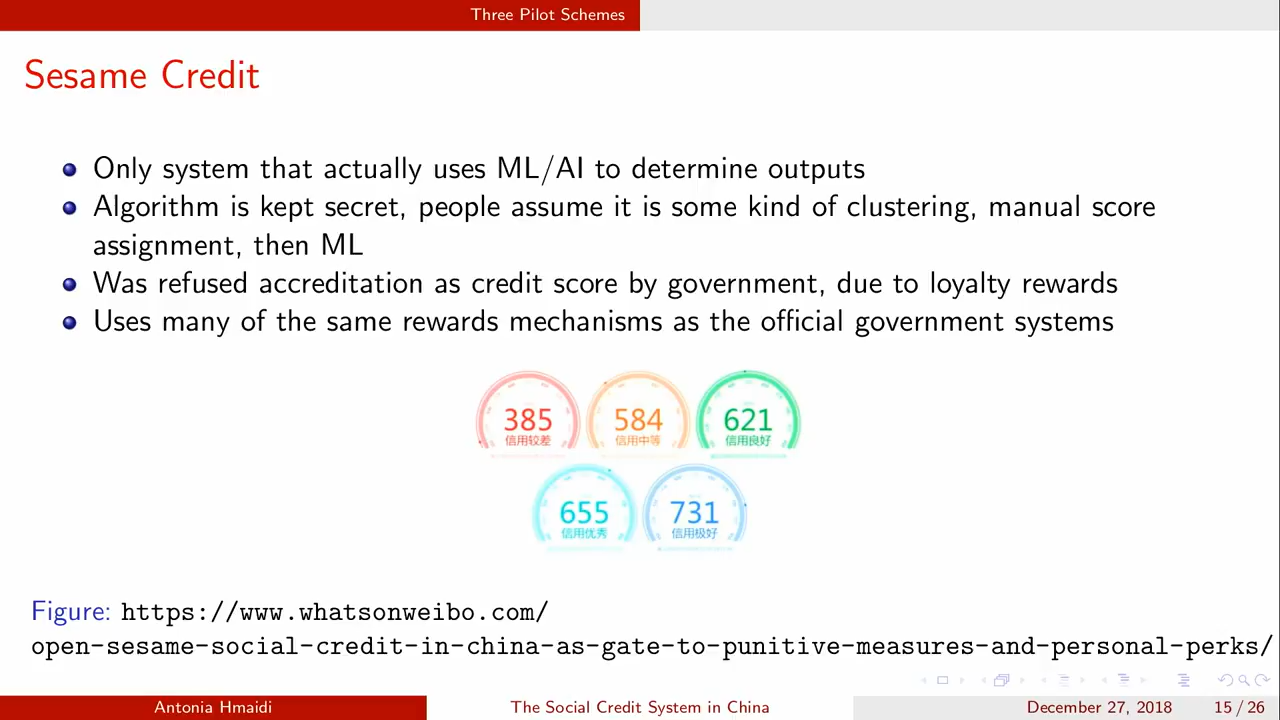 Three Pilot Schemes
Sesame Credit
Only system that actually uses ML/AI to determine outputs
Algorithm is kept secret, people assume it is some kind of clustering, manual score
assignment, then ML
Was refused accreditation as credit score by government, due to loyalty rewards
Uses many of the same rewards mechanisms as the official government systems
385 584 621
信用较差 信用中等 信用良好
655 731
信用优秀 信用极好
Figure: https://www.whatsonweibo.com/
open-sesame-social-credit-in-china-as-gate-to-punitive-measures-and-personal-perks/
Antonia Hmaidi The Social Credit System in China December 27, 2018 15 / 26